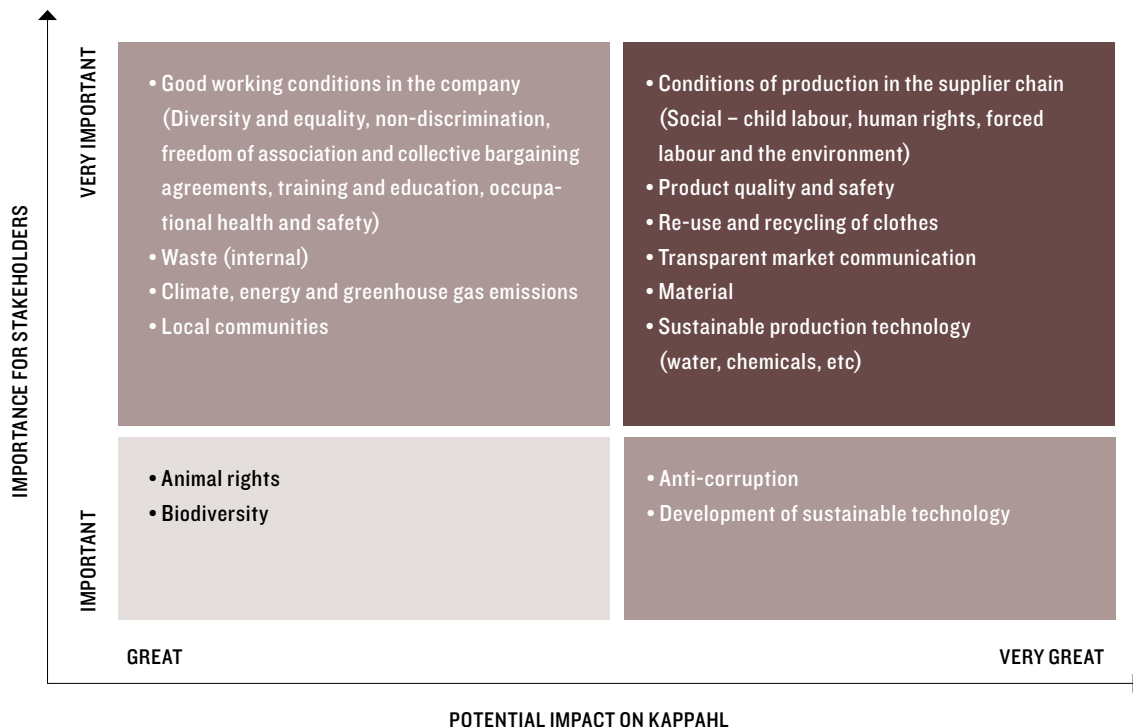 IMPORTANCE FOR STAKEHOLDERS
VERY IMPORTANT
• Good working conditions in the company
(Diversity and equality, non-discrimination,
freedom of association and collective bargaining
agreements, training and education, occupa-
tional health and safety)
• Waste (internal)
• Climate, energy and greenhouse gas emissions
• Local communities
• Conditions of production in the supplier chain
(Social – child labour, human rights, forced
labour and the environment)
• Product quality and safety
• Re-use and recycling of clothes
• Transparent market communication
• Material
• Sustainable production technology
(water, chemicals, etc)
IMPORTANT
• Animal rights
• Biodiversity
• Anti-corruption
• Development of sustainable technology
GREAT
VERY GREAT
POTENTIAL IMPACT ON KAPPAHL